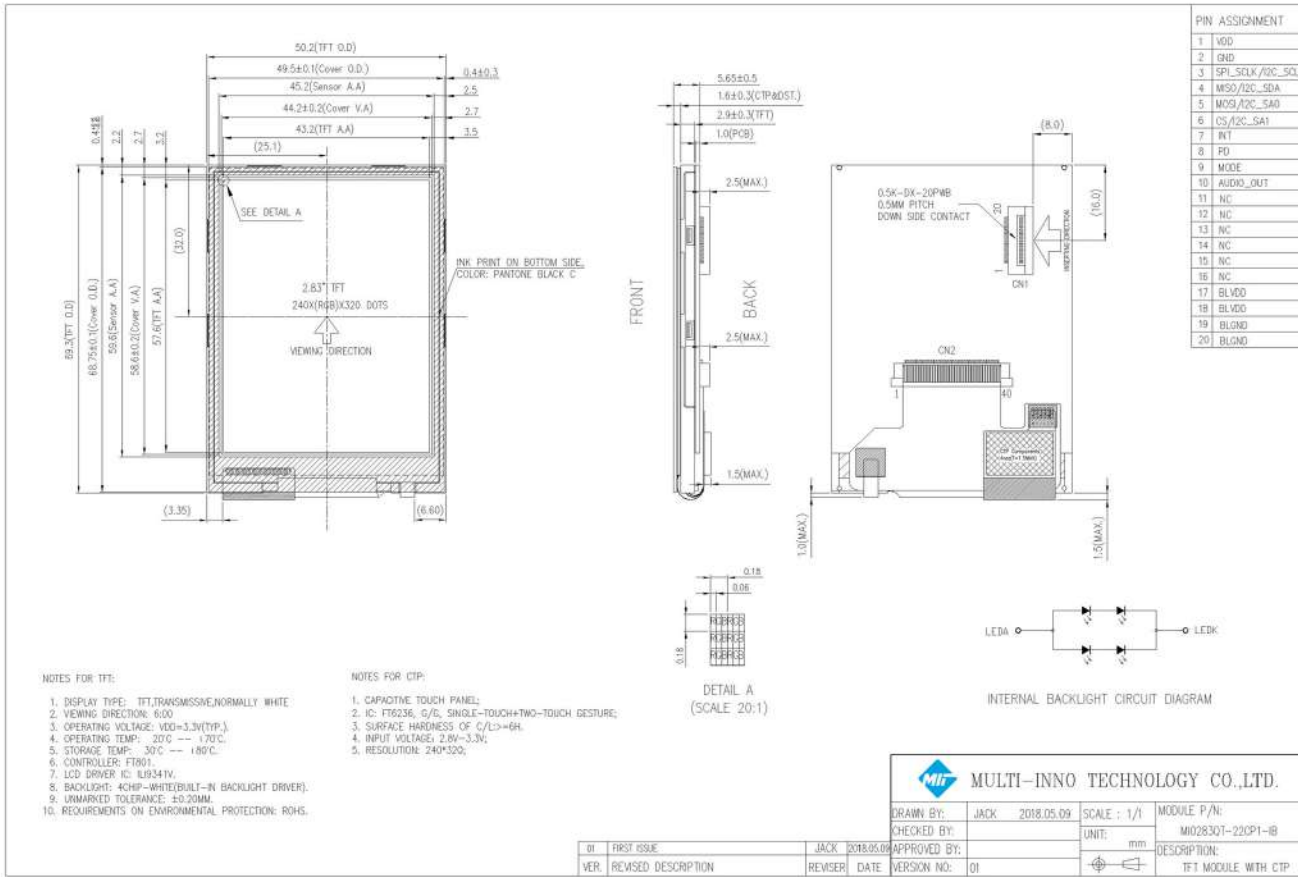 50.2(TFT O.D)
49.5±0.1(Cover O.D.)
0.4±0.3
45.2(Sensor A.A)
2.5
44.2±0.2(Cover V.A)
2.7
43.2(TFT A.A)
3.5
(25.1)
2.2
2.7
3.2
SEE DETAIL A
(32.0)
69.3(TFT O.D)
68.75±0.1(Cover O.D.)
59.6(Sensor A.A)
58.6±0.2(Cover V.A)
57.6(TFT A.A)
INK PRINT ON BOTTOM SIDE,
COLOR: PANTONE BLACK C
2.83" TFT
240X(RGB)X320 DOTS
VIEWING DIRECTION
(3.35)
(6.60)
5.65±0.5
1.6±0.3(CTP&DST.)
2.9±0.3(TFT)
1.0(PCB)
2.5(MAX.)
FRONT
BACK
2.5(MAX.)
1.5(MAX.)
(8.0)
(16.0)
0.5K-DX-20PWB
0.5MM PITCH
DOWN SIDE CONTACT
20
1
CN1
INSERTING DIRECTION
CN2
1
40
CTP Components
1.0(MAX.)
1.5(MAX.)
PIN ASSIGNMENT
1 VDD
2 GND
3 SPI_SCLK/I2C_SCL
4 MISO/I2C_SDA
5 MOSI/I2C_SA0
6 CS/I2C_SA1
7 INT
8 PD
9 MODE
10 AUDIO_OUT
11 NC
12 NC
13 NC
14 NC
15 NC
16 NC
17 BLVDD
18 BLVDD
19 BLGND
20 BLGND
0.18
0.06
0.18
RGBRGB
RGBRGB
RGBRGB
DETAIL A
(SCALE 20:1)
LEDA
LEDK
INTERNAL BACKLIGHT CIRCUIT DIAGRAM
NOTES FOR TFT:
1. DISPLAY TYPE: TFT,TRANSMISSIVE,NORMALLY WHITE
2. VIEWING DIRECTION: 6:00
3. OPERATING VOLTAGE: VDD=3.3V(TYP.).
4. OPERATING TEMP: 20°C -- 70°C.
5. STORAGE TEMP: 30°C -- 80°C.
6. CONTROLLER: FT801.
7. LCD DRIVER IC: ILI9341V.
8. BACKLIGHT: 4CHIP-WHITE(BUILT-IN BACKLIGHT DRIVER).
9. UNMARKED TOLERANCE: ±0.20MM.
10. REQUIREMENTS ON ENVIRONMENTAL PROTECTION: ROHS.
NOTES FOR CTP:
1. CAPACITIVE TOUCH PANEL;
2. IC: FT6236, G/G, SINGLE-TOUCH+TWO-TOUCH GESTURE;
3. SURFACE HARDNESS OF C/L:>=6H.
4. INPUT VOLTAGE: 2.8V~3.3V;
5. RESOLUTION: 240*320;
01 FIRST ISSUE JACK 2018.05.09
VER. REVISED DESCRIPTION REVISER DATE
MULTI-INNO TECHNOLOGY CO.,LTD.
DRAWN BY: JACK 2018.05.09
CHECKED BY:
APPROVED BY:
VERSION NO: 01
SCALE : 1/1
UNIT: mm
MODULE P/N:
MI0283QT-22CP1-IB
DESCRIPTION:
TFT MODULE WITH CTP